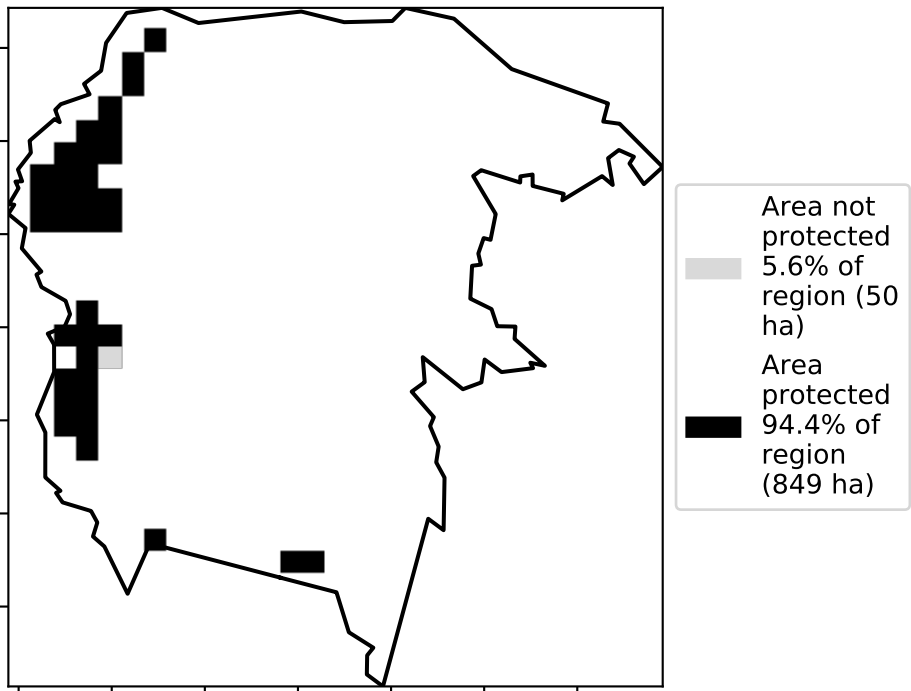 Area not
protected
5.6% of
region (50
ha)
Area
protected
94.4% of
region
(849 ha)